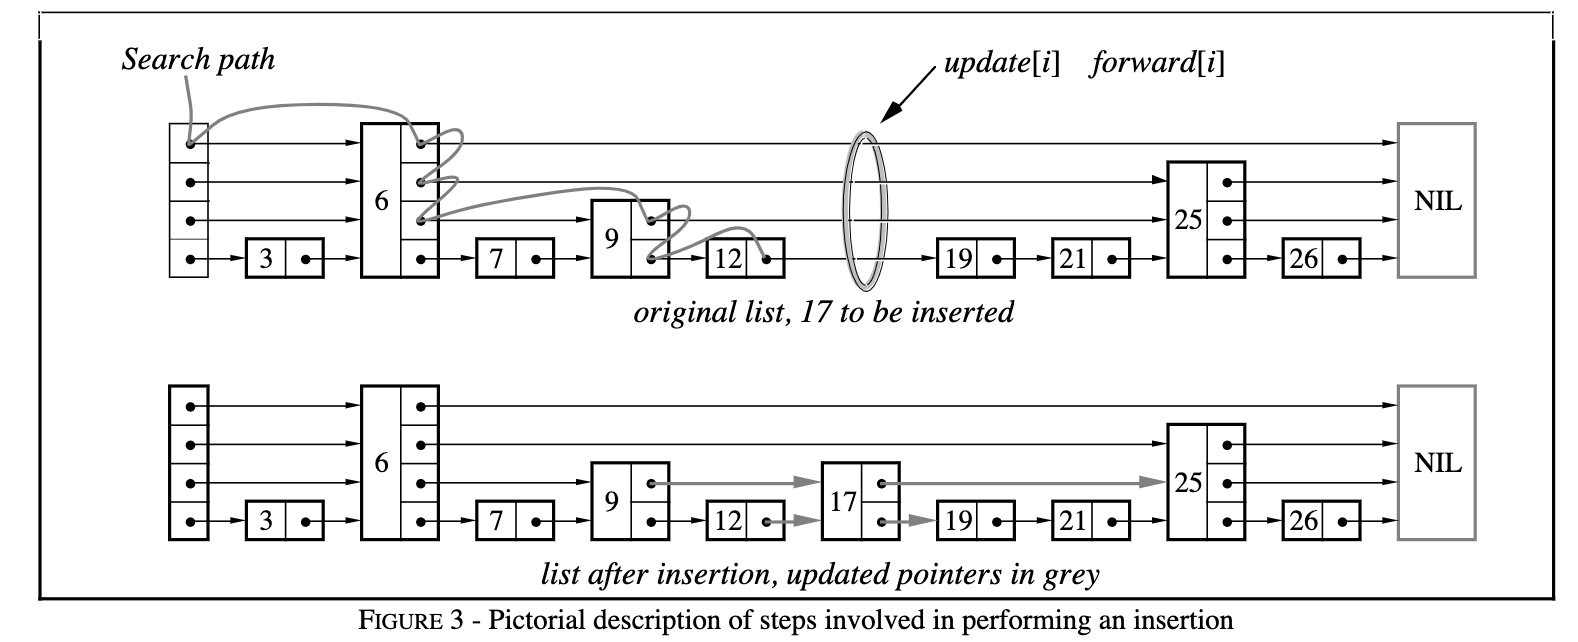 Search path
update[i] forward[i]
6
NIL
25
9
3
7
12
19
21
26
original list, 17 to be inserted
6
NIL
25
9
17
3
7
12
19
21
26
list after insertion, updated pointers in grey
FIGURE 3 - Pictorial description of steps involved in performing an insertion